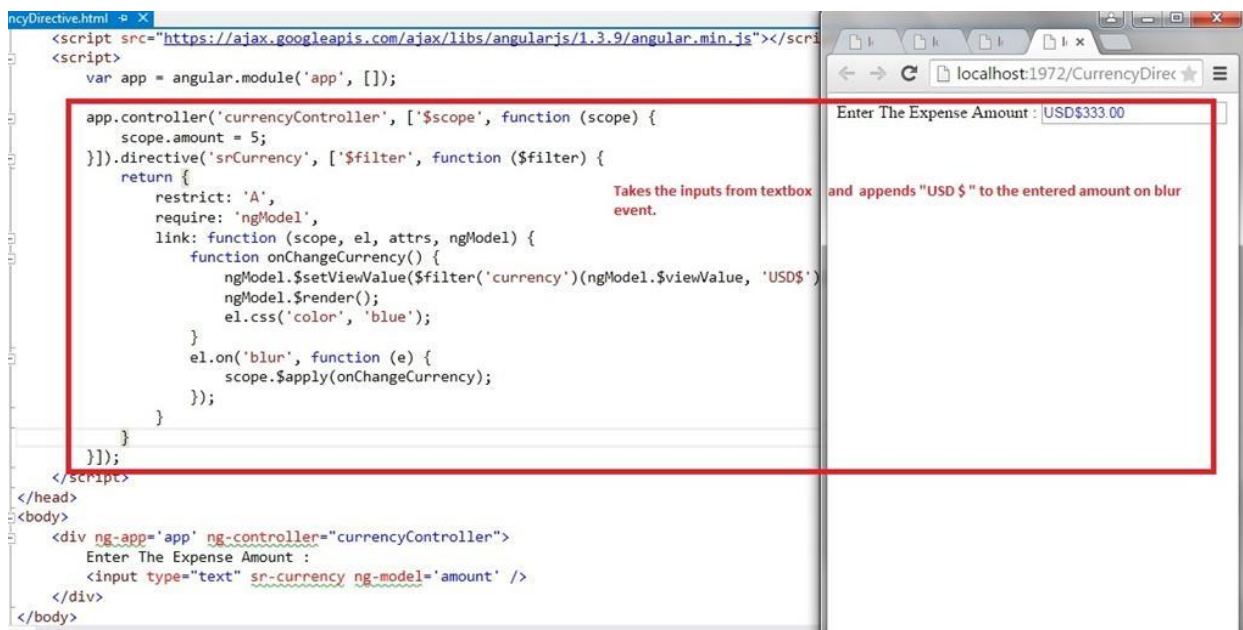 ncyDirective.html
<script src="https://ajax.googleapis.com/ajax/libs/angularjs/1.3.9/angular.min.js"></scri
<script>
var app = angular.module('app', []);
app.controller('currencyController', ['$scope', function (scope) {
scope.amount = 5;
}]).directive('srCurrency', ['$filter', function ($filter) {
return {
restrict: 'A',
require: 'ngModel',
link: function (scope, el, attrs, ngModel) {
function onChangeCurrency() {
ngModel.$setViewValue($filter('currency')(ngModel.$viewValue, 'USD$')
ngModel.$render();
el.css('color', 'blue');
}
el.on('blur', function (e) {
scope.$apply(onChangeCurrency);
});
}
}
}]);
</script>
</head>
<body>
<div ng-app='app' ng-controller="currencyController">
Enter The Expense Amount :
<input type="text" sr-currency ng-model='amount' />
</div>
</body>
localhost:1972/CurrencyDirec
Enter The Expense Amount : USD$333.00
Takes the inputs from textbox and appends "USD $ " to the entered amount on blur
event.